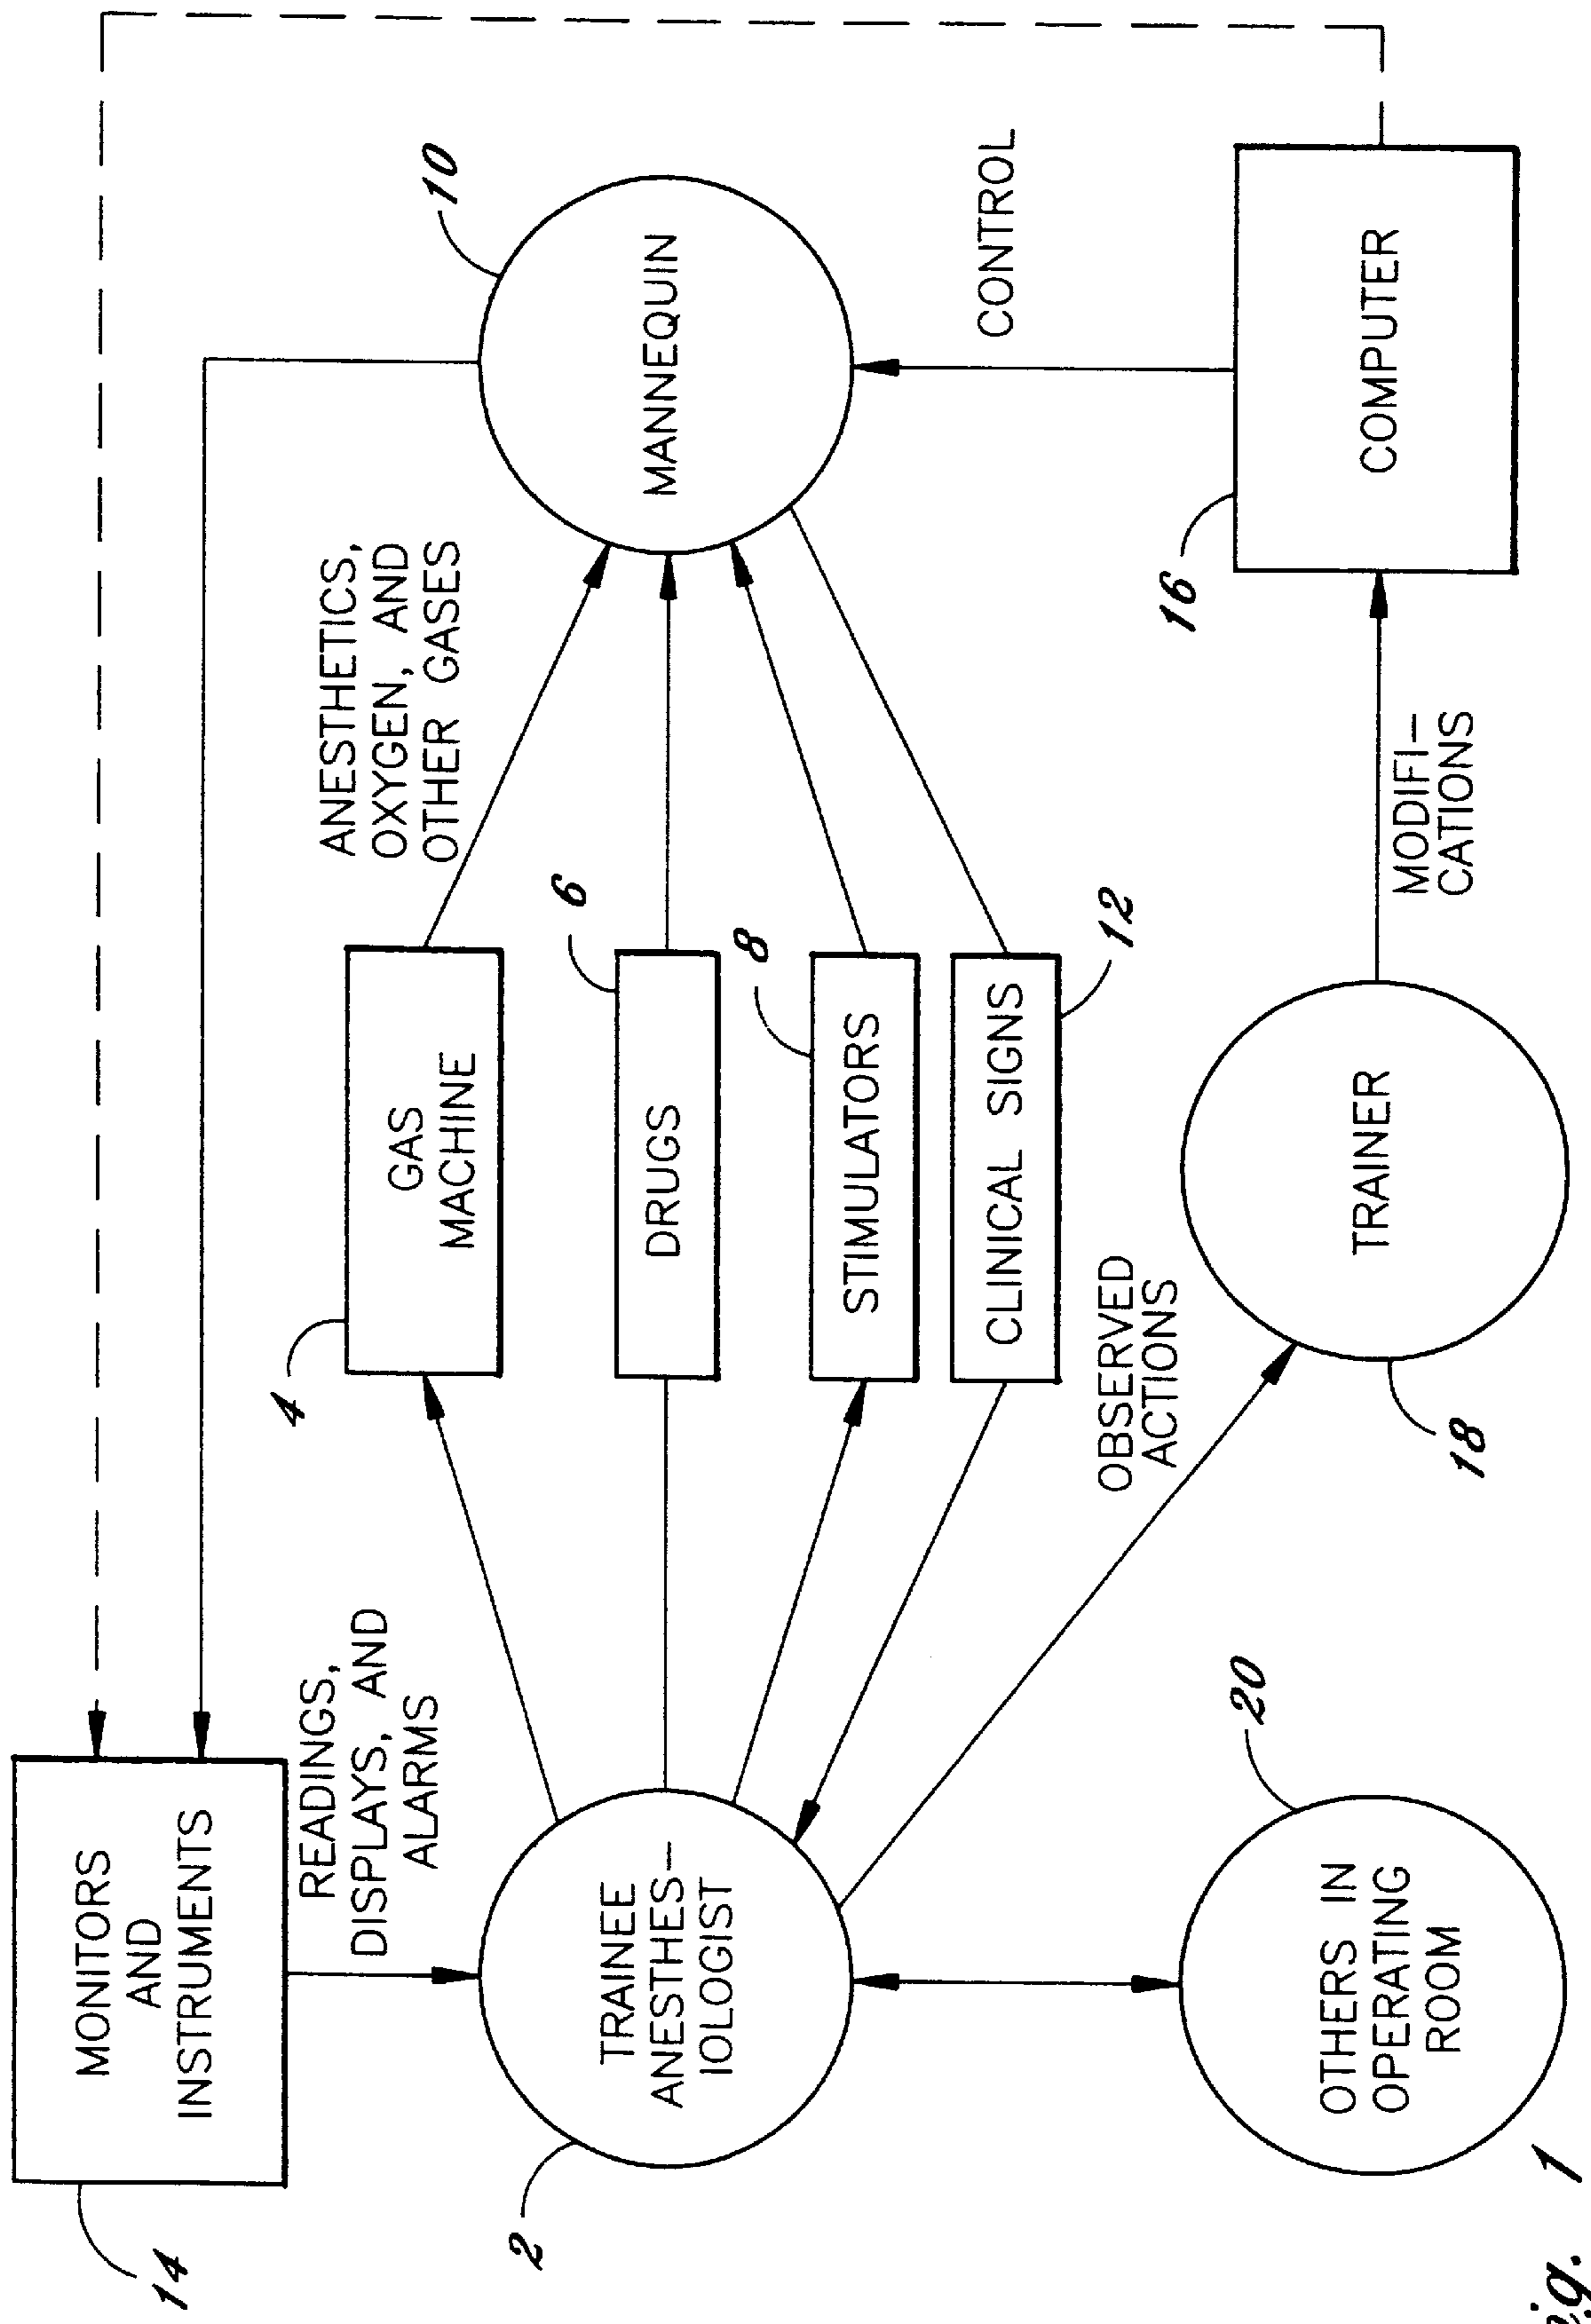 14
MONITORS
AND
INSTRUMENTS
READINGS,
DISPLAYS, AND
ALARMS
2
TRAINEE
ANESTHES-
IOLOGIST
4
GAS
MACHINE
ANESTHETICS,
OXYGEN, AND
OTHER GASES
6
DRUGS
8
STIMULATORS
CLINICAL SIGNS
12
10
MANNEQUIN
CONTROL
OBSERVED
ACTIONS
20
OTHERS IN
OPERATING
ROOM
TRAINER
18
MODIFI-
CATIONS
16
COMPUTER
1